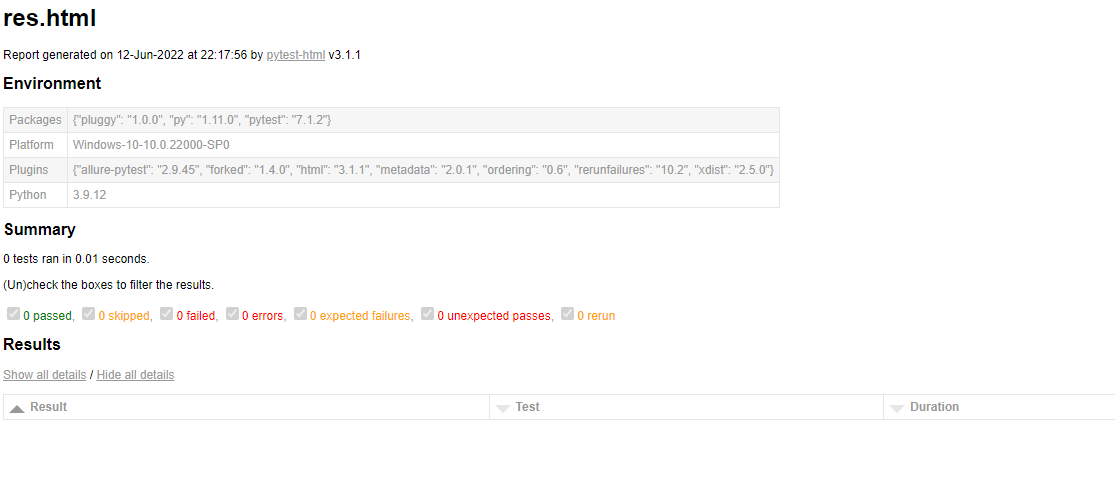 res.html
Report generated on 12-Jun-2022 at 22:17:56 by pytest-html v3.1.1
Environment
Packages {"pluggy": "1.0.0", "py": "1.11.0", "pytest": "7.1.2"}
Platform Windows-10-10.0.22000-SP0
Plugins {"allure-pytest": "2.9.45", "forked": "1.4.0", "html": "3.1.1", "metadata": "2.0.1", "ordering": "0.6", "rerunfailures": "10.2", "xdist": "2.5.0"}
Python 3.9.12
Summary
0 tests ran in 0.01 seconds.
(Un)check the boxes to filter the results.
0 passed, 0 skipped, 0 failed, 0 errors, 0 expected failures, 0 unexpected passes, 0 rerun
Results
Show all details / Hide all details
Result Test Duration